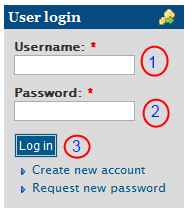 User login
Username: *
1
Password: *
2
Log in
3
Create new account
Request new password